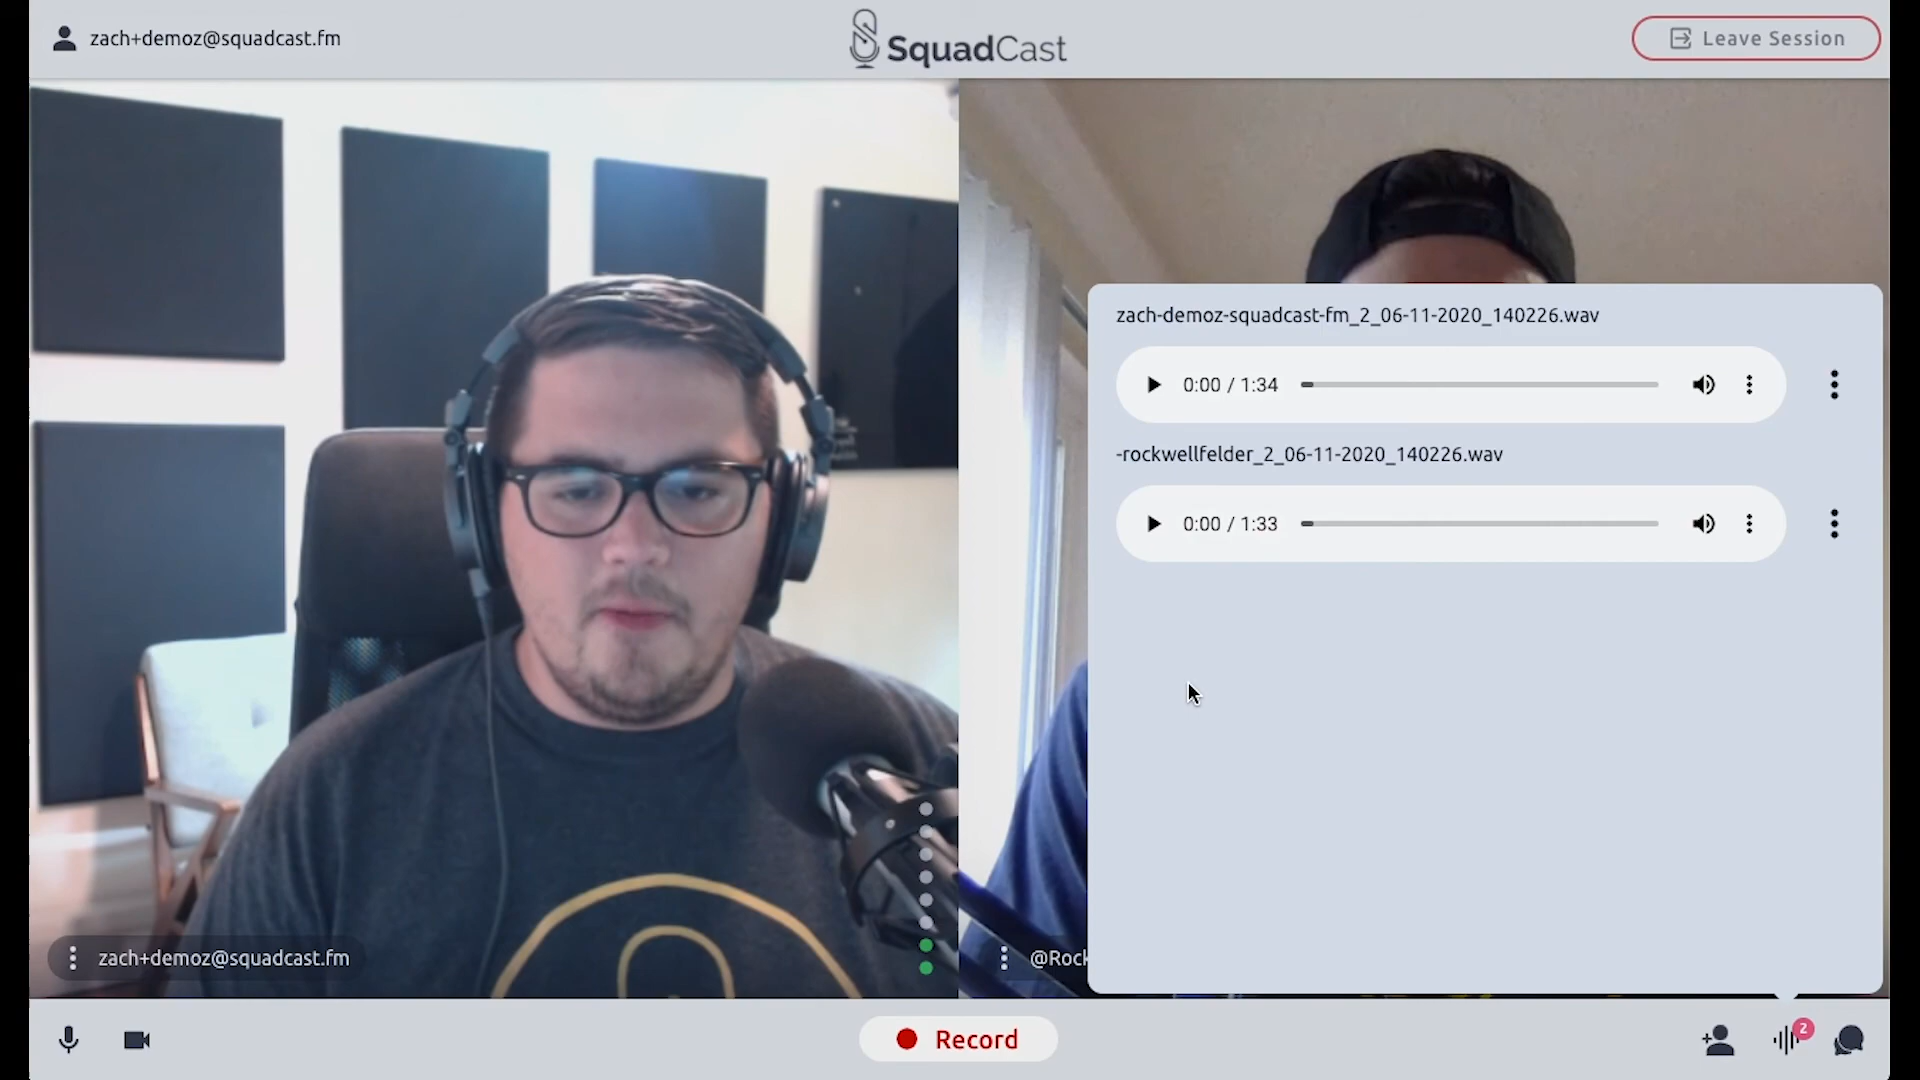 zach+demoz@squadcast.fm
SquadCast
Leave Session
zach-demoz-squadcast-fm_2_06-11-2020_140226.wav
0:00 / 1:34
-rockwellfelder_2_06-11-2020_140226.wav
0:00 / 1:33
zach+demoz@squadcast.fm
@Rock
Record
2